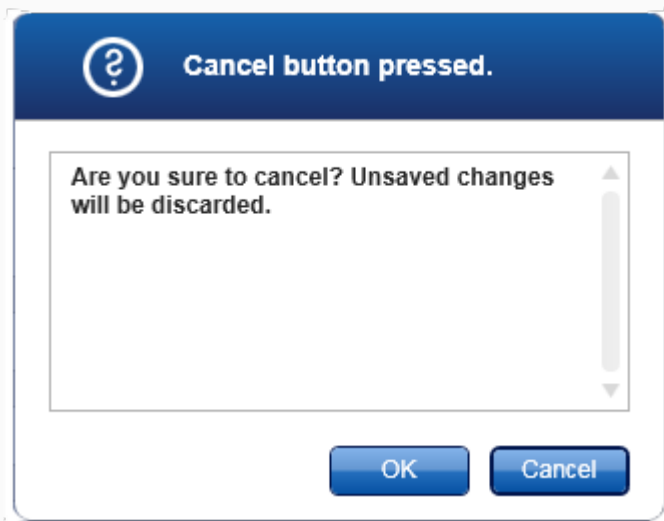 Cancel button pressed.
Are you sure to cancel? Unsaved changes
will be discarded.
OK
Cancel